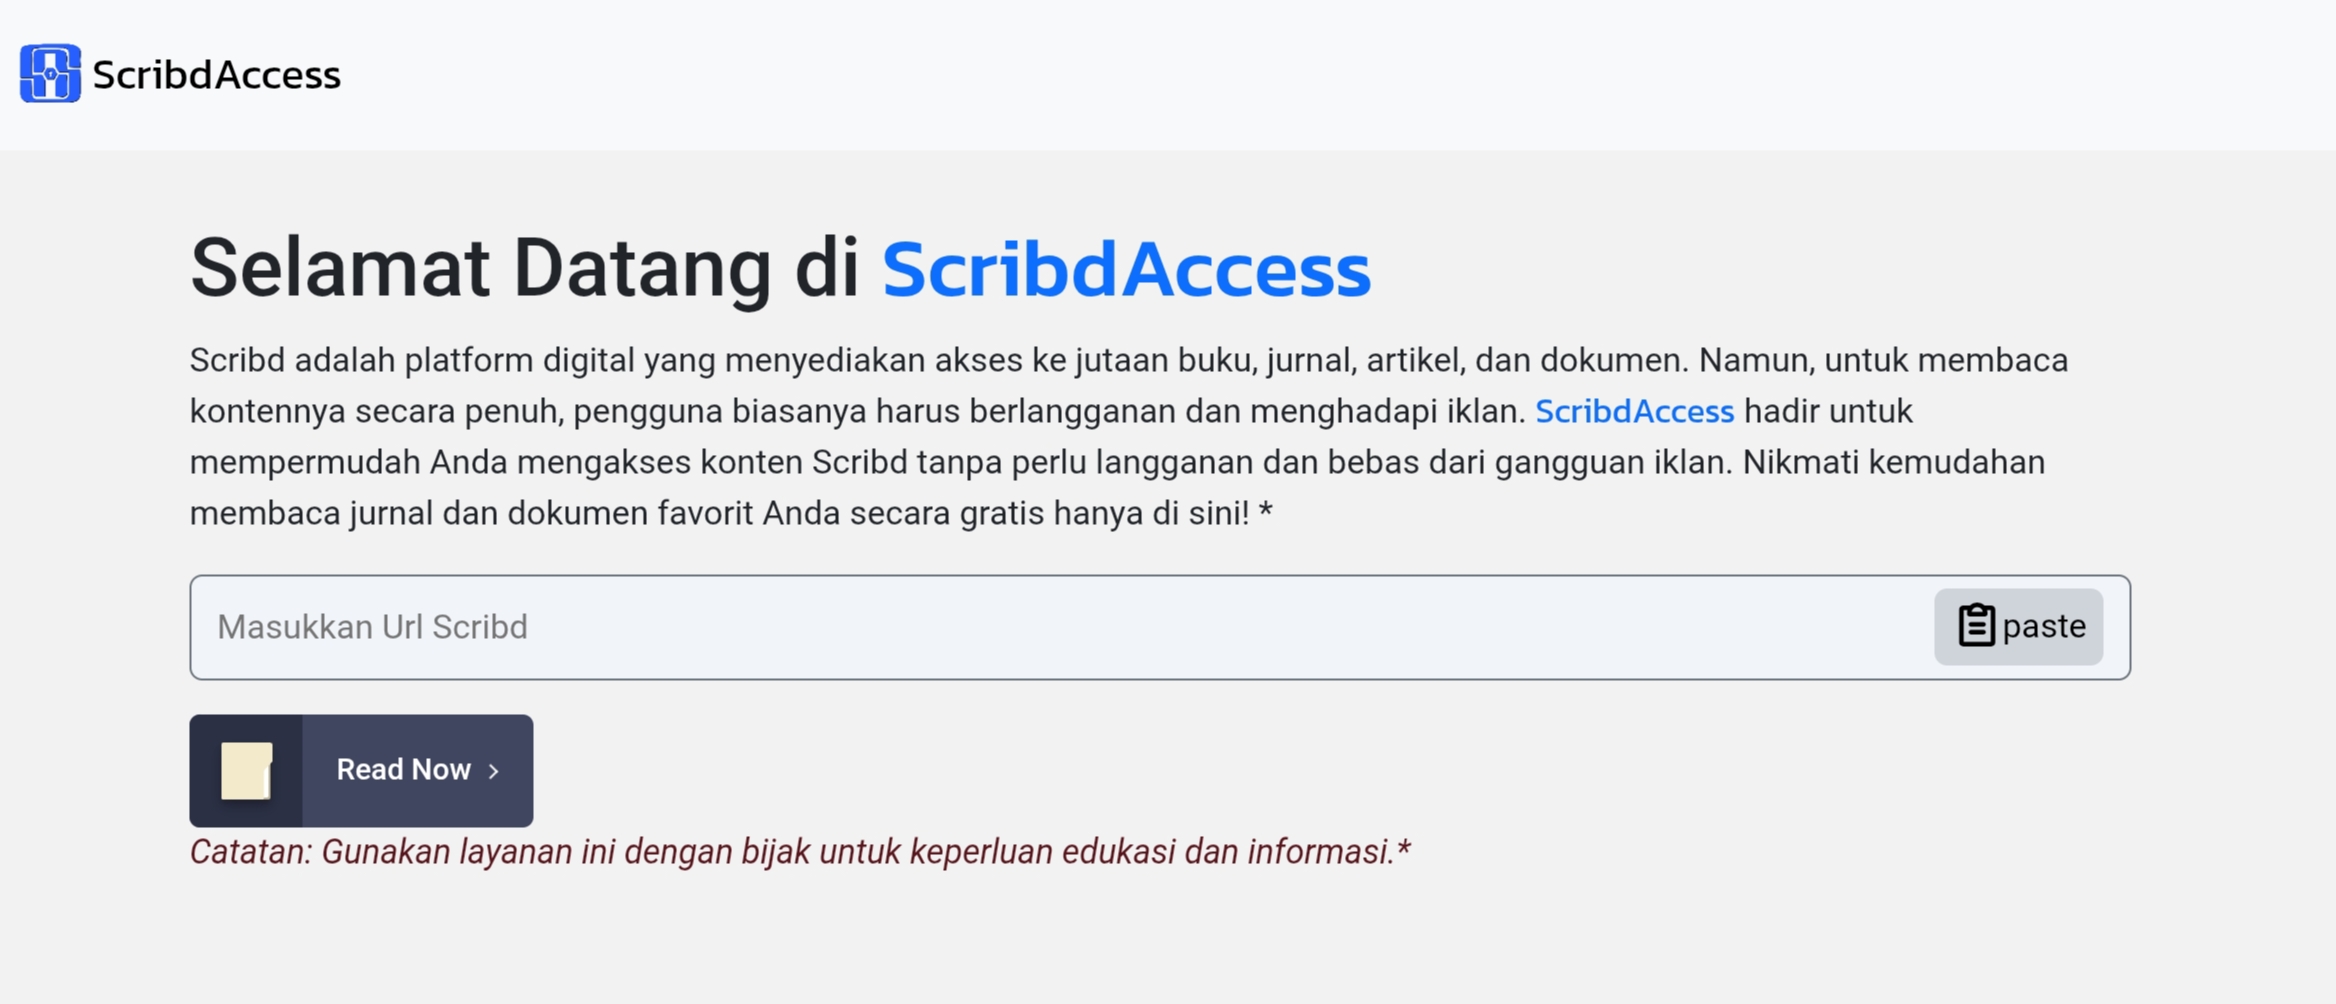 ScribdAccess
Selamat Datang di ScribdAccess
Scribd adalah platform digital yang menyediakan akses ke jutaan buku, jurnal, artikel, dan dokumen. Namun, untuk membaca
kontennya secara penuh, pengguna biasanya harus berlangganan dan menghadapi iklan. ScribdAccess hadir untuk
mempermudah Anda mengakses konten Scribd tanpa perlu langganan dan bebas dari gangguan iklan. Nikmati kemudahan
membaca jurnal dan dokumen favorit Anda secara gratis hanya di sini! *
Masukkan Url Scribd
paste
Read Now
Catatan: Gunakan layanan ini dengan bijak untuk keperluan edukasi dan informasi.*